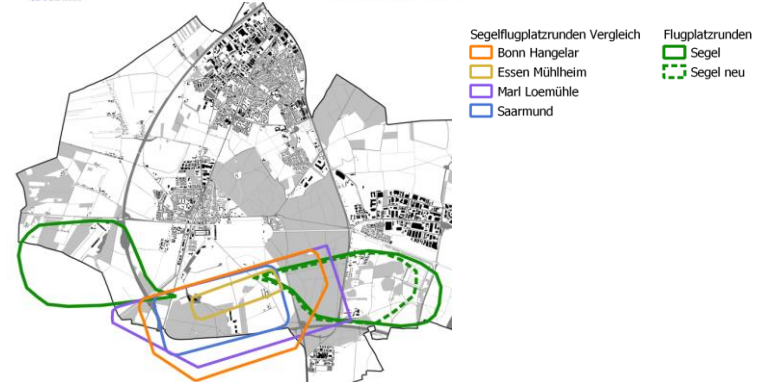 Segelflugplatzrunden Vergleich
Bonn Hangelar
Essen Mühlheim
Marl Loemühle
Saarmund
Flugplatzrunden
Segel
Segel neu